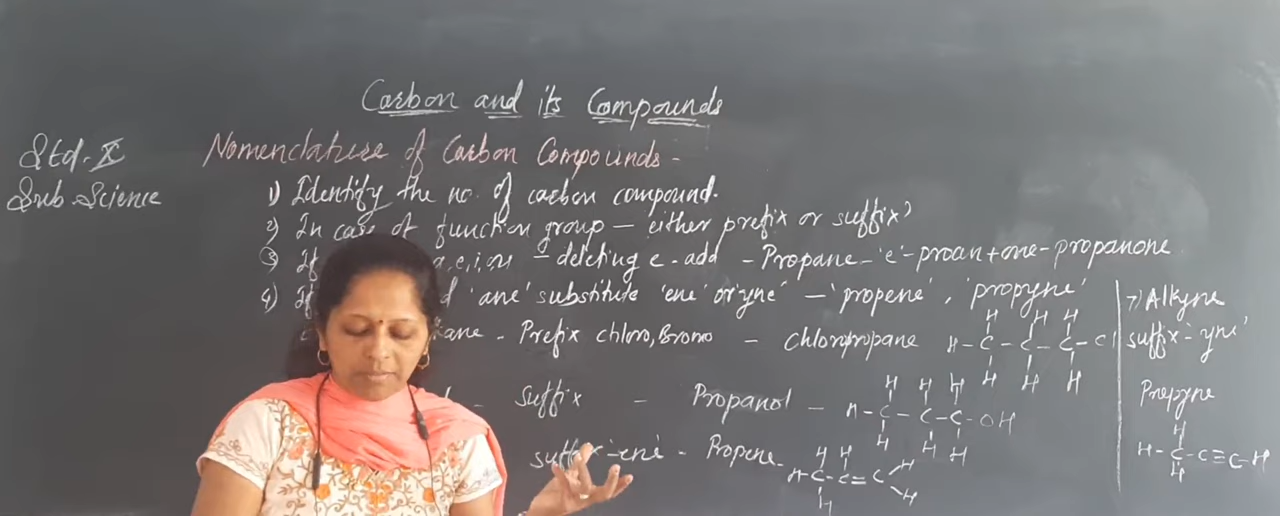 Carbon and its Compounds
Std. X
Sub. Science
Nomenclature of Carbon Compounds -
1) Identify the no. of carbon compound.
2) In case of function group - either prefix or suffix
3) If a, e, i, ou - deleting e - add - Propane - 'e' - proan + one - propanone
4) If 'ane' substitute 'ene' or 'yne' - 'propene', 'propyne'
ane - Prefix chloro, Bromo - chloropropane
H H H
H - C - C - C - Cl
H H H
- suffix - Propanol -
H H H
H - C - C - C - OH
H H H
suffix - 'ene' - Propene -
H H H
H - C - C = C
H H
7) Alkyne
suffix - 'yne'
Propyne
H
H - C - C ≡ C - H
H